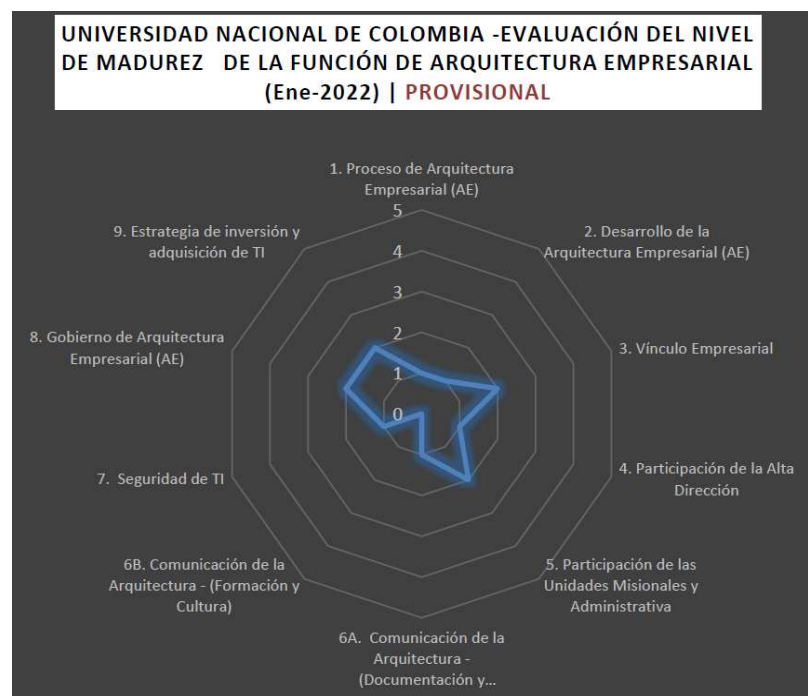 UNIVERSIDAD NACIONAL DE COLOMBIA -EVALUACIÓN DEL NIVEL
DE MADUREZ DE LA FUNCIÓN DE ARQUITECTURA EMPRESARIAL
(Ene-2022) | PROVISIONAL
1. Proceso de Arquitectura
Empresarial (AE)
2. Desarrollo de la
Arquitectura Empresarial (AE)
3. Vínculo Empresarial
4. Participación de la Alta
Dirección
5. Participación de las
Unidades Misionales y
Administrativa
6A. Comunicación de la
Arquitectura -
(Documentación y...
6B. Comunicación de la
Arquitectura - (Formación y
Cultura)
7. Seguridad de TI
8. Gobierno de Arquitectura
Empresarial (AE)
9. Estrategia de inversión y
adquisición de TI
5
4
3
2
1
0